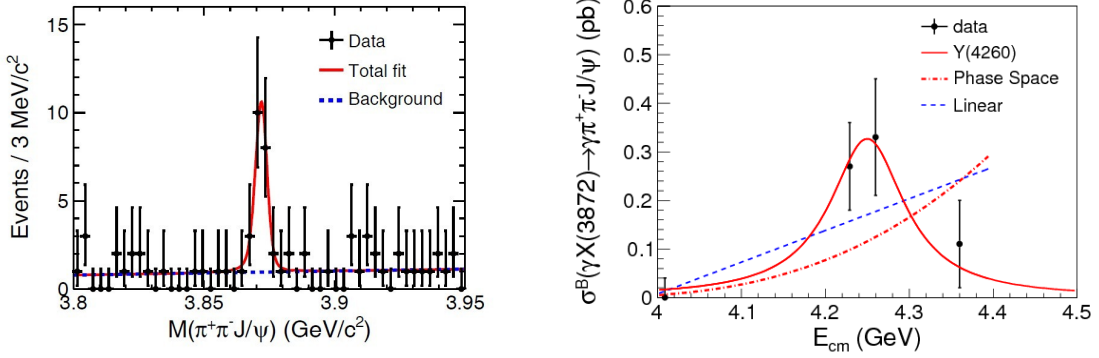 15
10
5
0
3.8
3.85
3.9
3.95
Events / 3 MeV/c²
M(π⁺π⁻J/ψ) (GeV/c²)
Data
Total fit
Background
0.6
0.5
0.4
0.3
0.2
0.1
0
4
4.1
4.2
4.3
4.4
4.5
σᴮ(γX(3872)→γπ⁺π⁻J/ψ) (pb)
E_cm (GeV)
data
Y(4260)
Phase Space
Linear